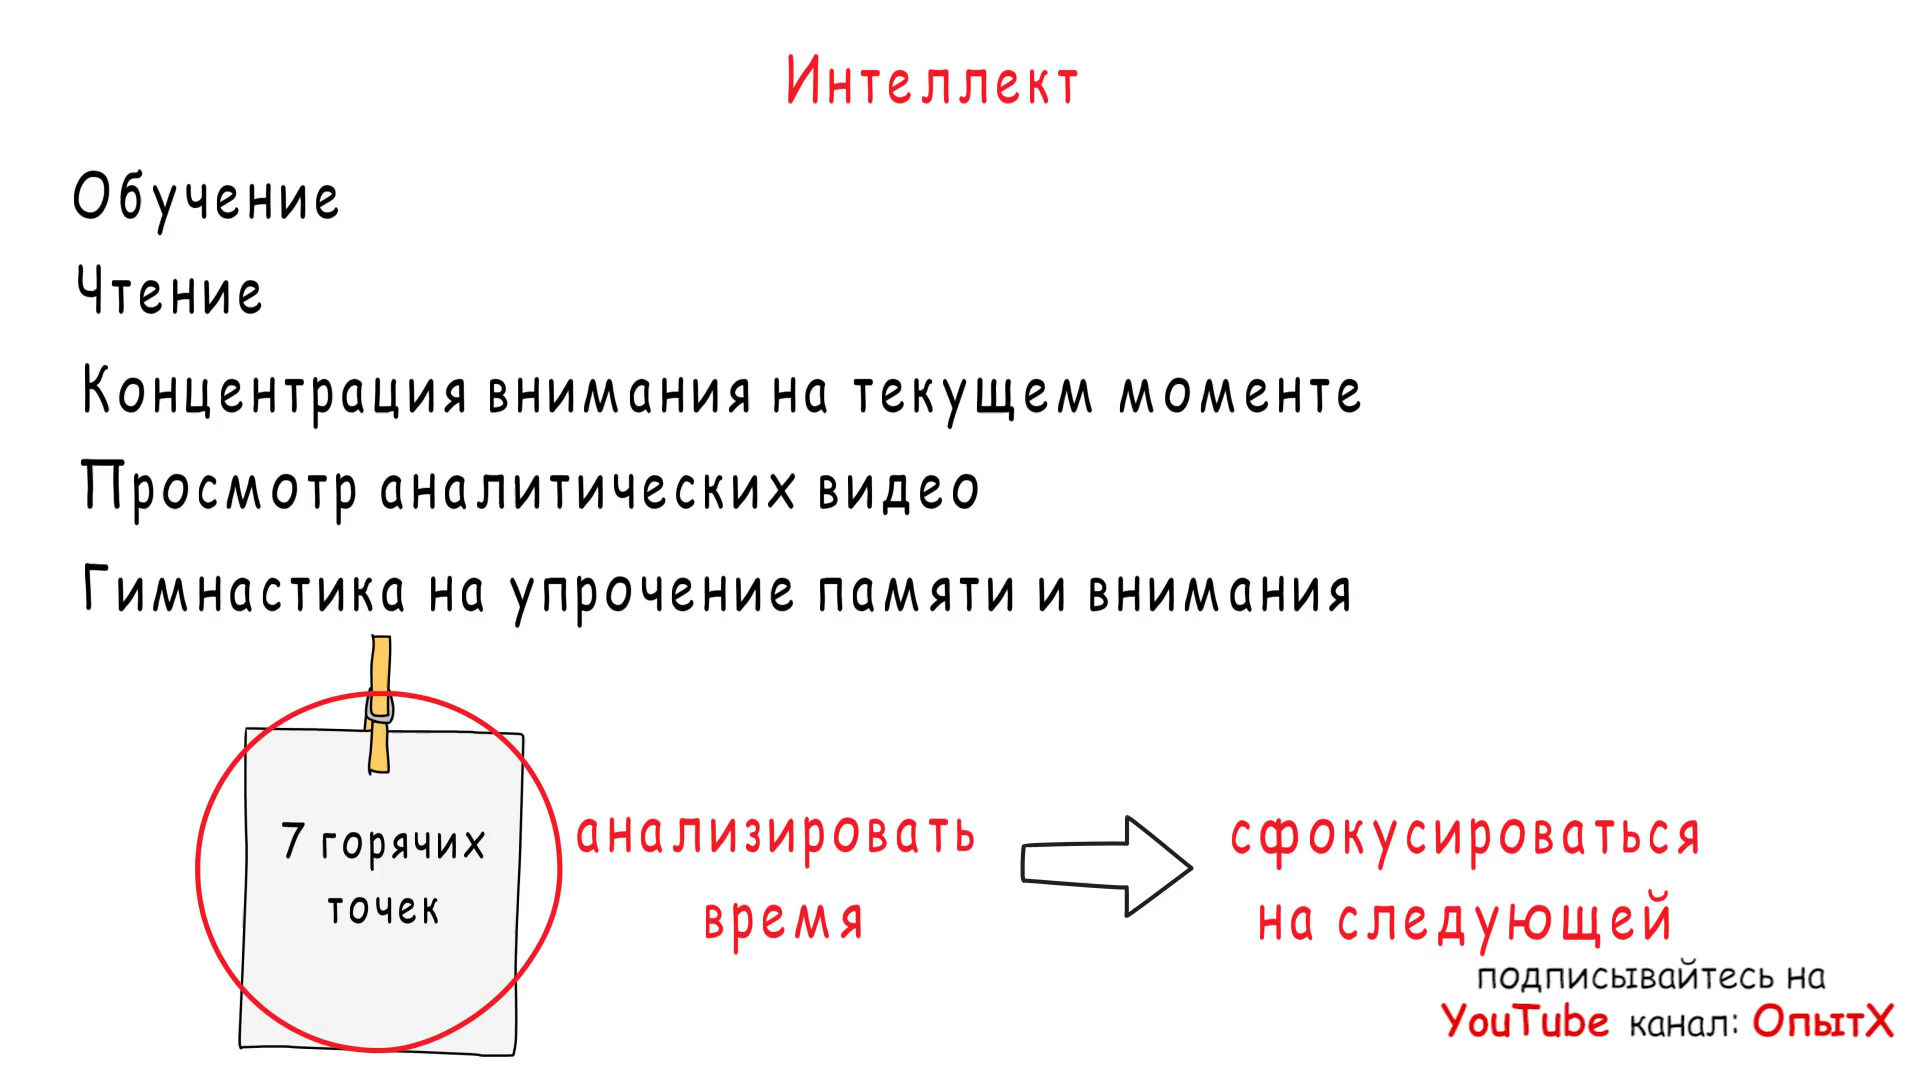 Интеллект
Обучение
Чтение
Концентрация внимания на текущем моменте
Просмотр аналитических видео
Гимнастика на упрочение памяти и внимания
7 горячих
точек
анализировать
время
сфокусироваться
на следующей
подписывайтесь на
YouTube канал: ОпытХ